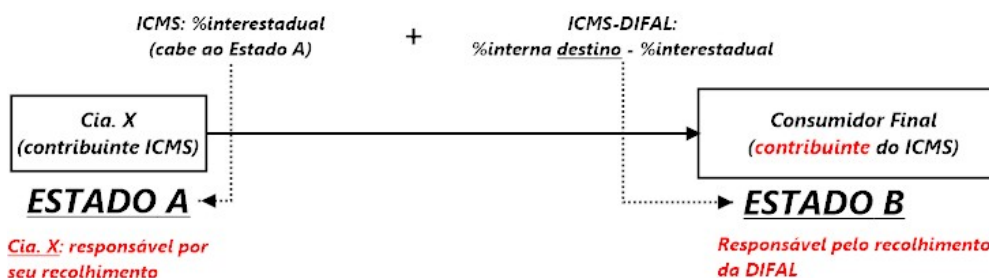 ICMS: %interestadual
(cabe ao Estado A)
+
ICMS-DIFAL:
%interna destino - %interestadual
Cia. X
(contribuinte ICMS)
Consumidor Final
(contribuinte do ICMS)
ESTADO A
ESTADO B
Cia. X: responsável por
seu recolhimento
Responsável pelo recolhimento
da DIFAL